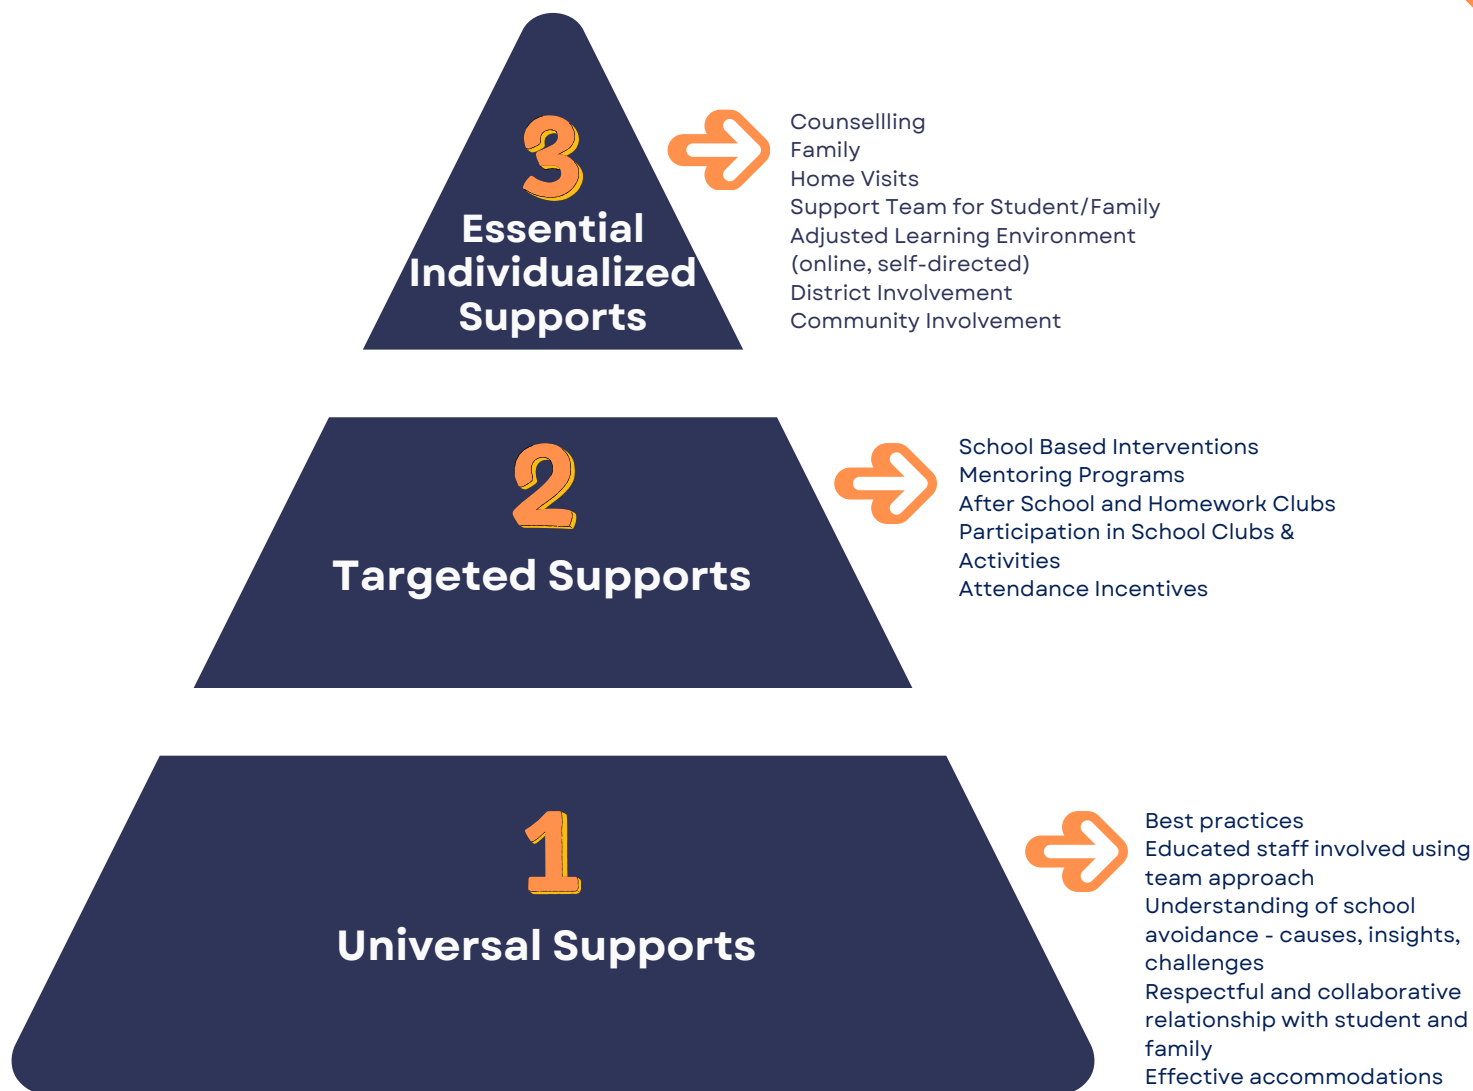 3
Essential
Individualized
Supports
Counsellling
Family
Home Visits
Support Team for Student/Family
Adjusted Learning Environment
(online, self-directed)
District Involvement
Community Involvement
2
Targeted Supports
School Based Interventions
Mentoring Programs
After School and Homework Clubs
Participation in School Clubs &
Activities
Attendance Incentives
1
Universal Supports
Best practices
Educated staff involved using
team approach
Understanding of school
avoidance - causes, insights,
challenges
Respectful and collaborative
relationship with student and
family
Effective accommodations